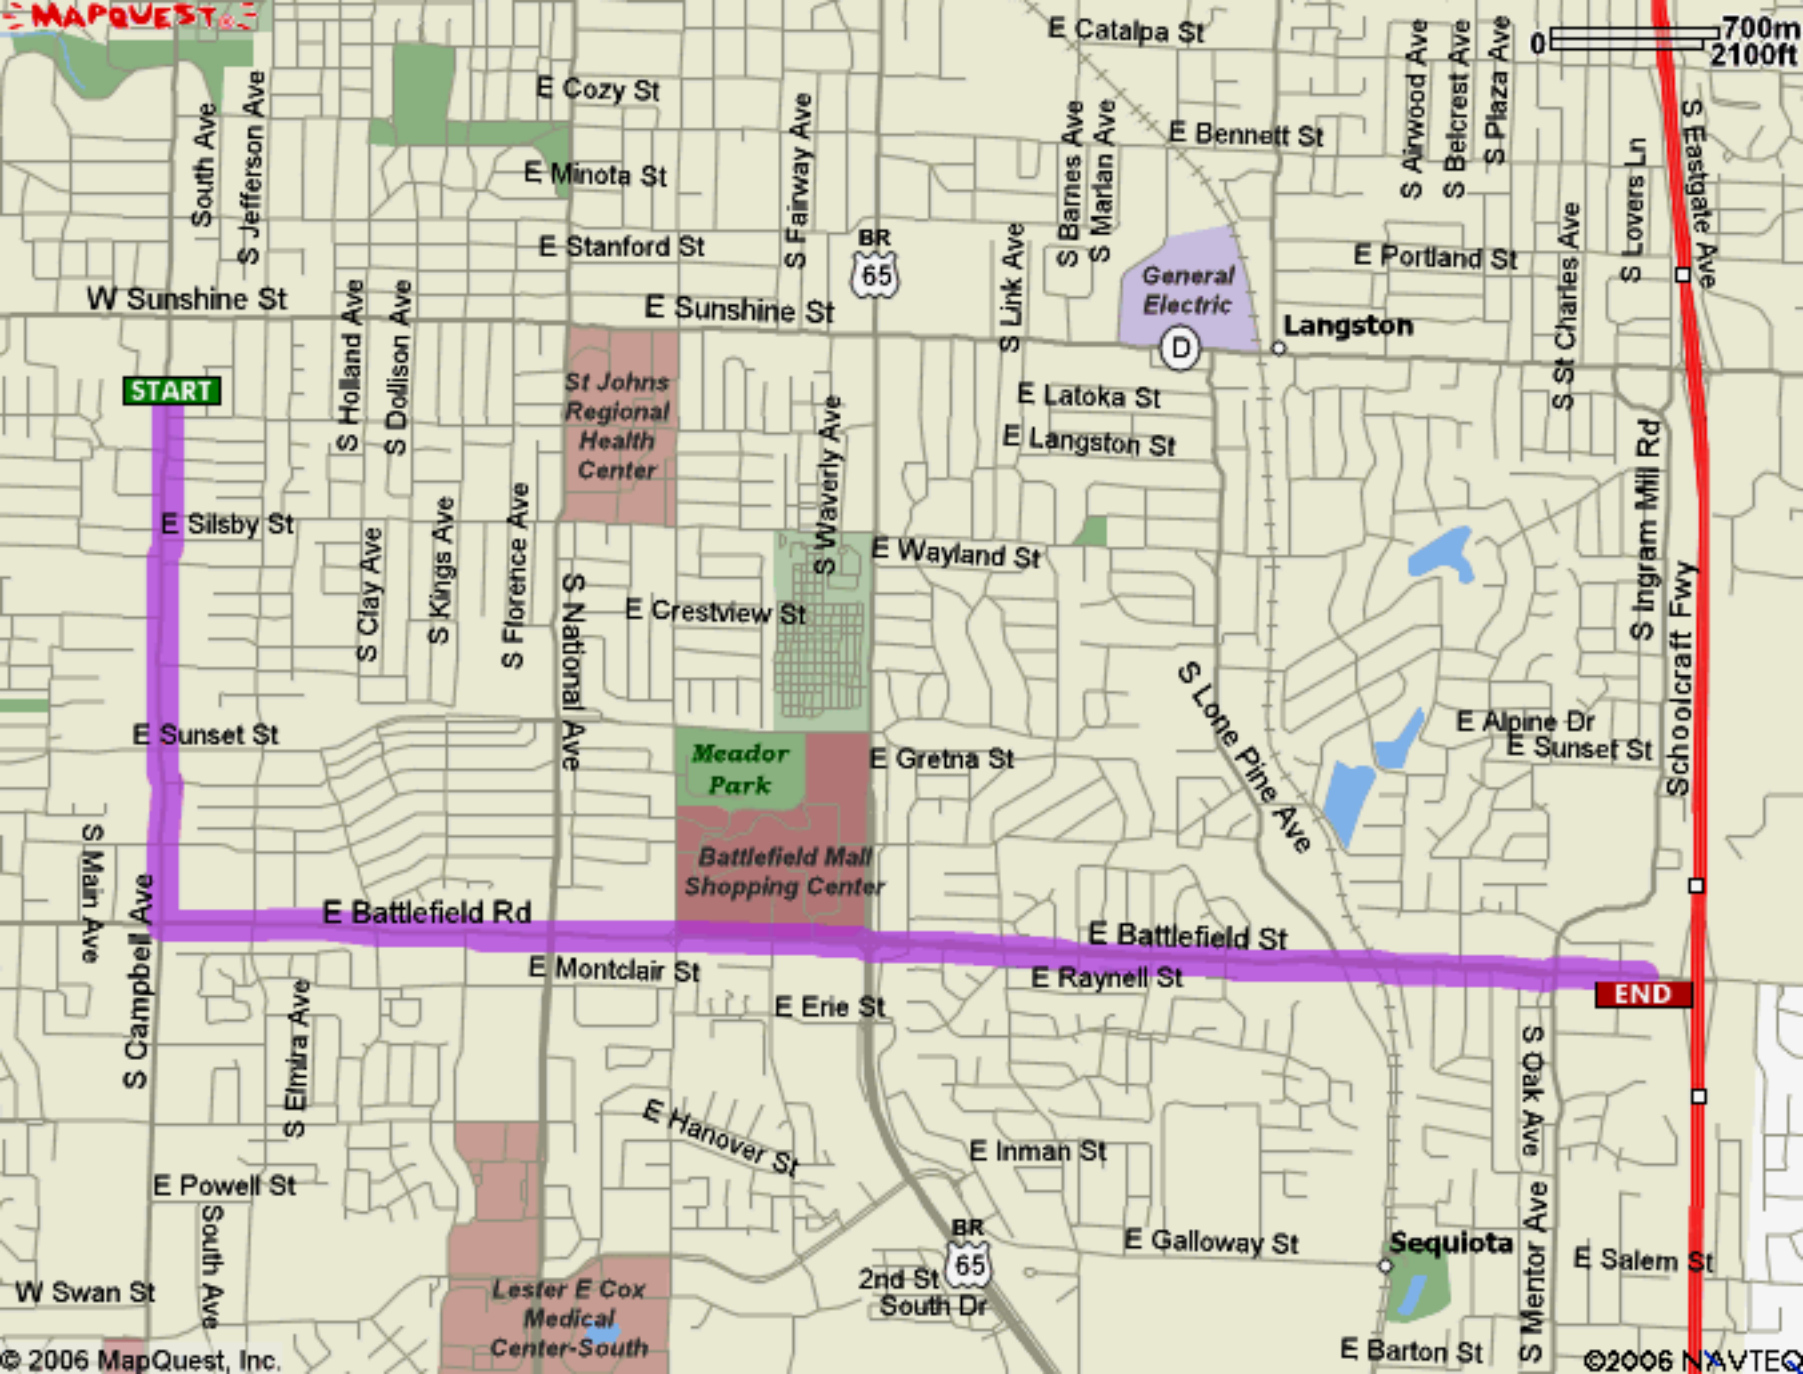 MAPQUEST
E Catalpa St
700m
0
2100ft
E Cozy St
South Ave
S Jefferson Ave
S Fairway Ave
S Barnes Ave
S Marlan Ave
E Bennett St
S Airwood Ave
S Belcrest Ave
S Plaza Ave
S Lovers Ln
S Eastgate Ave
E Minota St
E Stanford St
BR
65
S Link Ave
General
Electric
E Portland St
S St Charles Ave
W Sunshine St
S Holland Ave
S Dollison Ave
E Sunshine St
D
Langston
START
St Johns
Regional
Health
Center
S Waverly Ave
E Latoka St
E Langston St
S Ingram Mill Rd
E Silsby St
S Clay Ave
S Kings Ave
S Florence Ave
S National Ave
E Wayland St
E Crestview St
Schoolcraft Fwy
S Lone Pine Ave
E Sunset St
Meador
Park
E Gretna St
E Alpine Dr
E Sunset St
S Main Ave
S Campbell Ave
Battlefield Mall
Shopping Center
E Battlefield Rd
E Battlefield St
E Montclair St
E Raynell St
END
E Erie St
S Elmira Ave
S Oak Ave
E Hanover St
E Inman St
E Powell St
South Ave
S Mentor Ave
BR
65
E Galloway St
Sequiota
E Salem St
W Swan St
2nd St
South Dr
Lester E Cox
Medical
Center-South
E Barton St
© 2006 MapQuest, Inc.
©2006 NAVTEQ